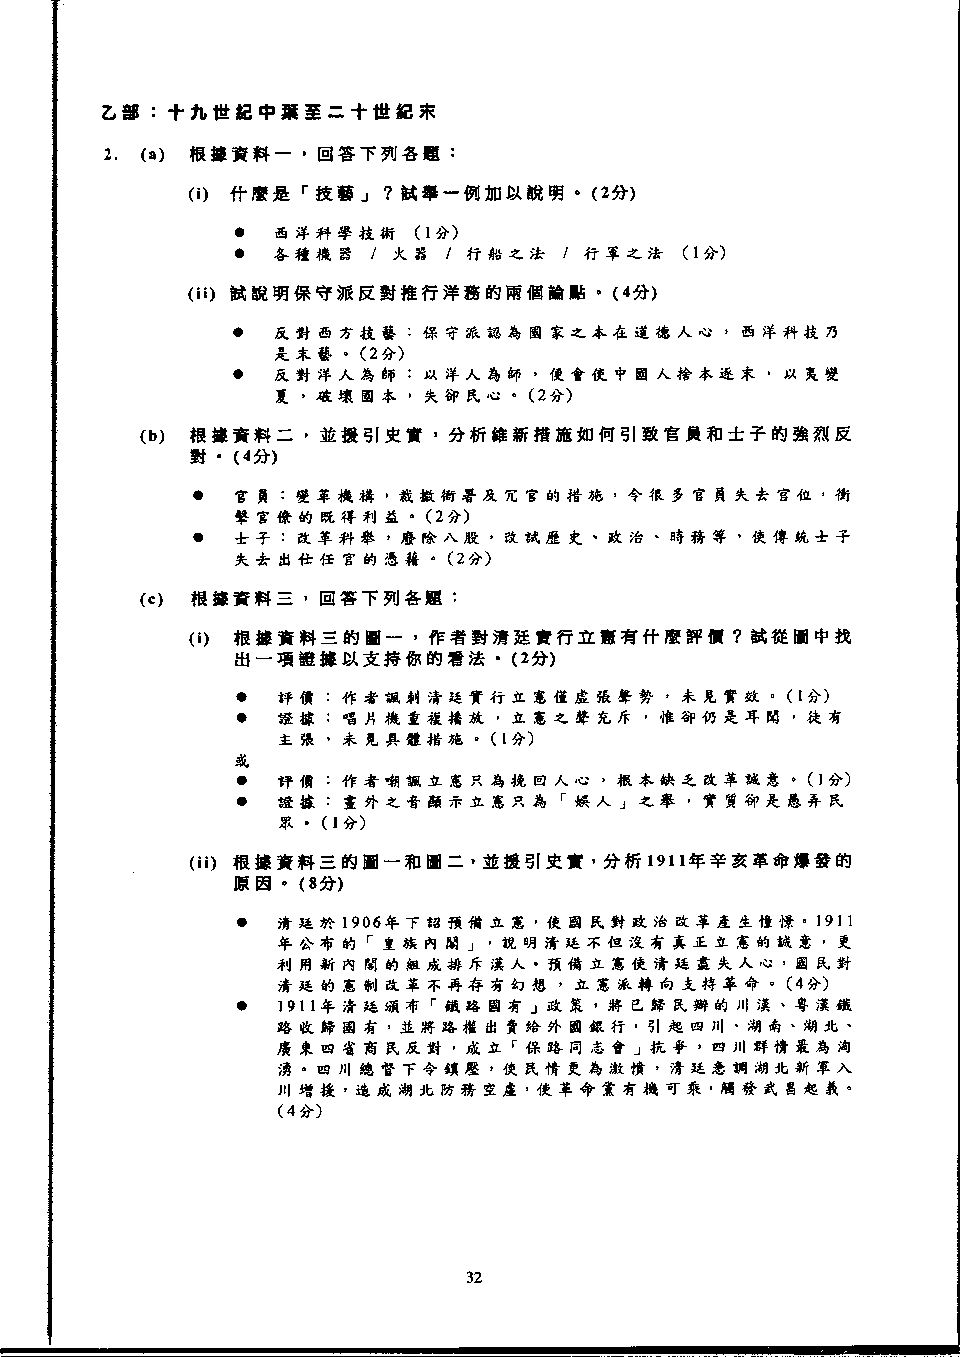 乙部：十九世紀中葉至二十世紀末
2. (a) 根據資料一，回答下列各題：
(i) 什麼是「技藝」？試舉一例加以說明。(2分)
● 西洋科學技術 (1分)
● 各種機器 / 火器 / 行船之法 / 行軍之法 (1分)
(ii) 試說明保守派反對推行洋務的兩個論點。(4分)
● 反對西方技藝：保守派認為國家之本在道德人心，西洋科技乃
是末藝。(2分)
● 反對洋人為師：以洋人為師，便會使中國人捨本逐末，以夷變
夏，破壞國本，失卻民心。(2分)
(b) 根據資料二，並援引史實，分析維新措施如何引致官員和士子的強烈反
對。(4分)
● 官員：變革機構，裁撤衙署及冗官的措施，令很多官員失去官位，衝
擊官僚的既得利益。(2分)
● 士子：改革科舉，廢除八股，改試歷史、政治、時務等，使傳統士子
失去出仕任官的憑藉。(2分)
(c) 根據資料三，回答下列各題：
(i) 根據資料三的圖一，作者對清廷實行立憲有什麼評價？試從圖中找
出一項證據以支持你的看法。(2分)
● 評價：作者諷刺清廷實行立憲僅虛張聲勢，未見實效。(1分)
● 證據：唱片機重複播放，立憲之聲充斥，惟卻仍是耳聞，徒有
主張，未見具體措施。(1分)
或
● 評價：作者嘲諷立憲只為挽回人心，根本缺乏改革誠意。(1分)
● 證據：畫外之音顯示立憲只為「娛人」之舉，實質卻是愚弄民
眾。(1分)
(ii) 根據資料三的圖一和圖二，並援引史實，分析1911年辛亥革命爆發的
原因。(8分)
● 清廷於1906年下詔預備立憲，使國民對政治改革產生憧憬。1911
年公布的「皇族內閣」，說明清廷不但沒有真正立憲的誠意，更
利用新內閣的組成排斥漢人。預備立憲使清廷盡失人心，國民對
清廷的憲制改革不再存有幻想，立憲派轉向支持革命。(4分)
● 1911年清廷頒布「鐵路國有」政策，將已歸民辦的川漢、粵漢鐵
路收歸國有，並將路權出賣給外國銀行，引起四川、湖南、湖北、
廣東四省商民反對，成立「保路同志會」抗爭，四川群情最為洶
湧。四川總督下令鎮壓，使民情更為激憤，清廷急調湖北新軍入
川增援，造成湖北防務空虛，使革命黨有機可乘，觸發武昌起義。
(4分)
32